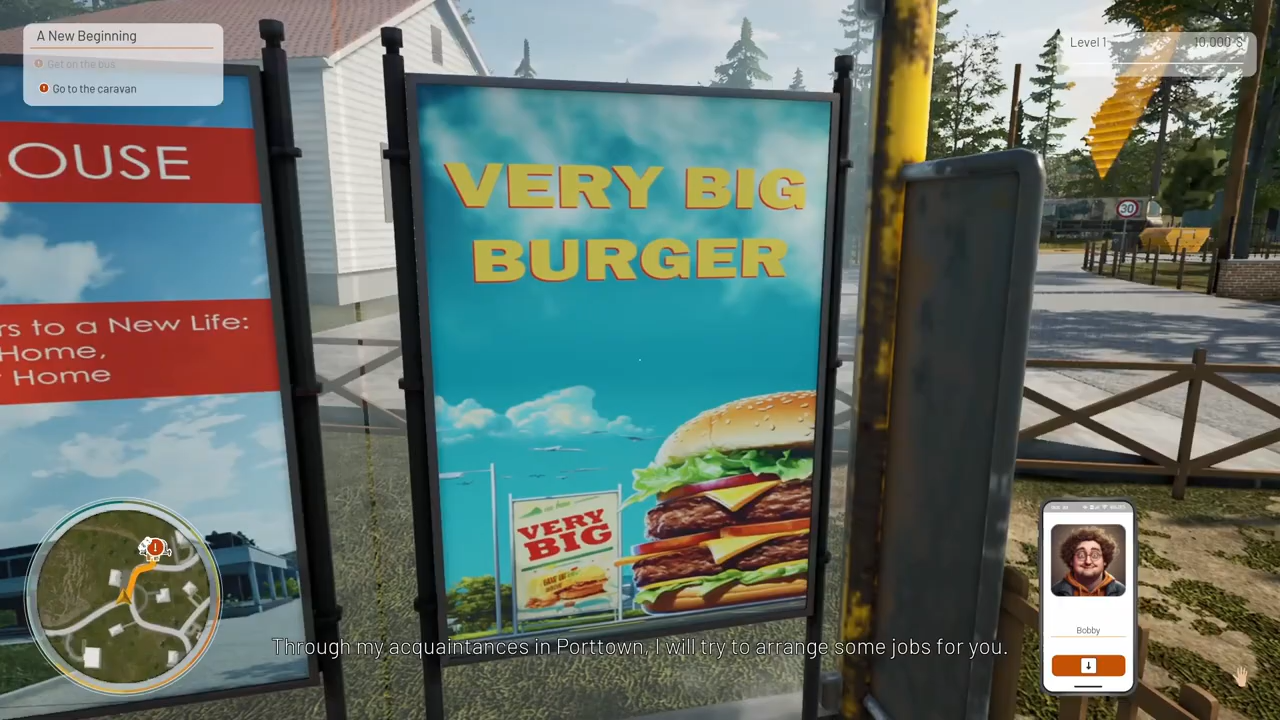 A New Beginning
Get on the bus
Go to the caravan
Level 1
10,000 $
OUSE
rs to a New Life:
Home,
Home
VERY BIG
BURGER
VERY
BIG
30
Bobby
Through my acquaintances in Porttown, I will try to arrange some jobs for you.